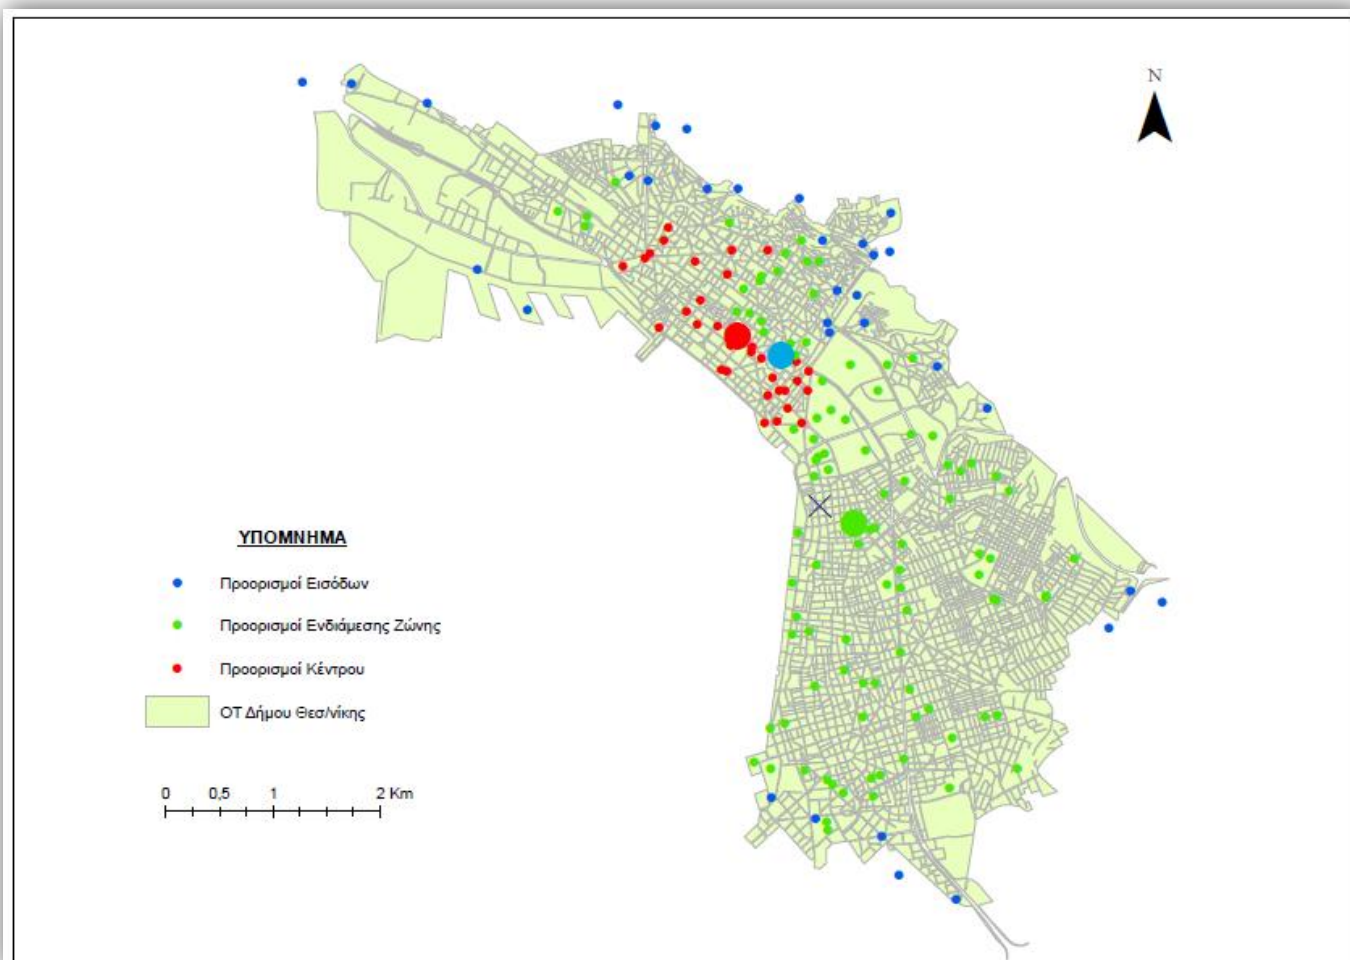 N
ΥΠΟΜΝΗΜΑ
Προορισμοί Εισόδων
Προορισμοί Ενδιάμεσης Ζώνης
Προορισμοί Κέντρου
ΟΤ Δήμου Θεσ/νίκης
0 0,5 1 2 Km